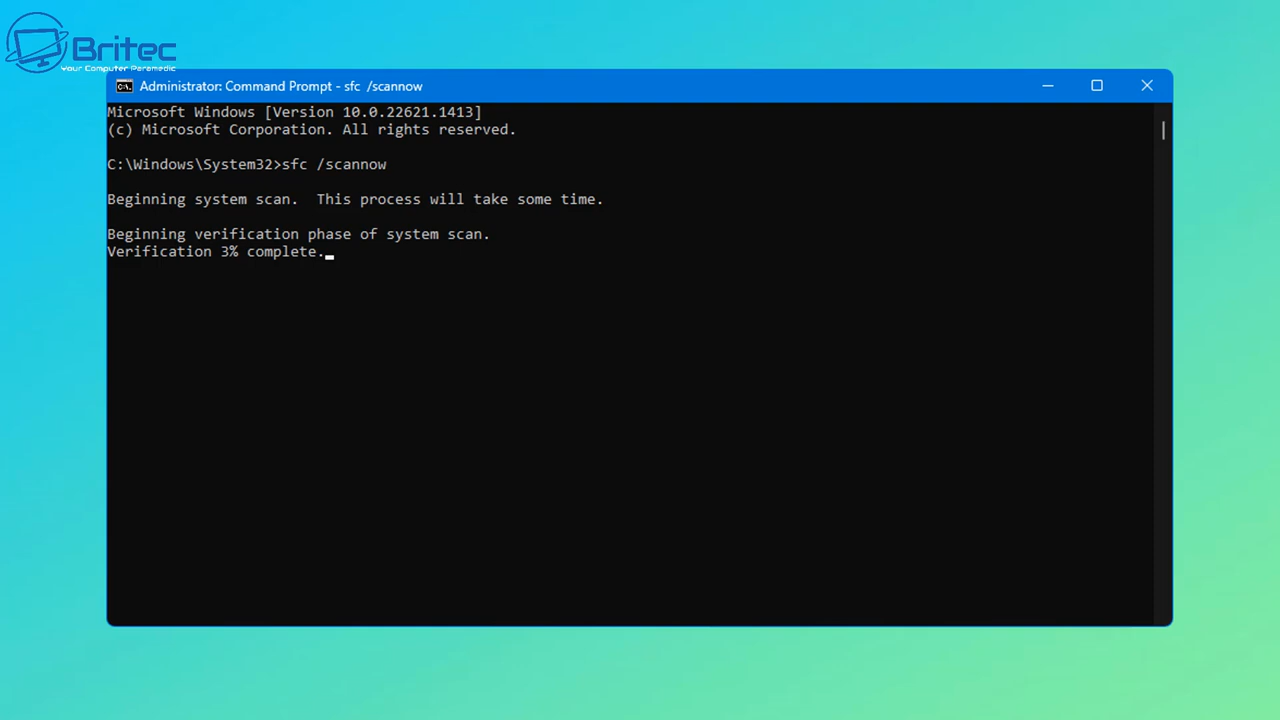 Britec
Your Computer Paramedic
Administrator: Command Prompt - sfc /scannow
Microsoft Windows [Version 10.0.22621.1413]
(c) Microsoft Corporation. All rights reserved.
C:\Windows\System32>sfc /scannow
Beginning system scan.  This process will take some time.
Beginning verification phase of system scan.
Verification 3% complete.